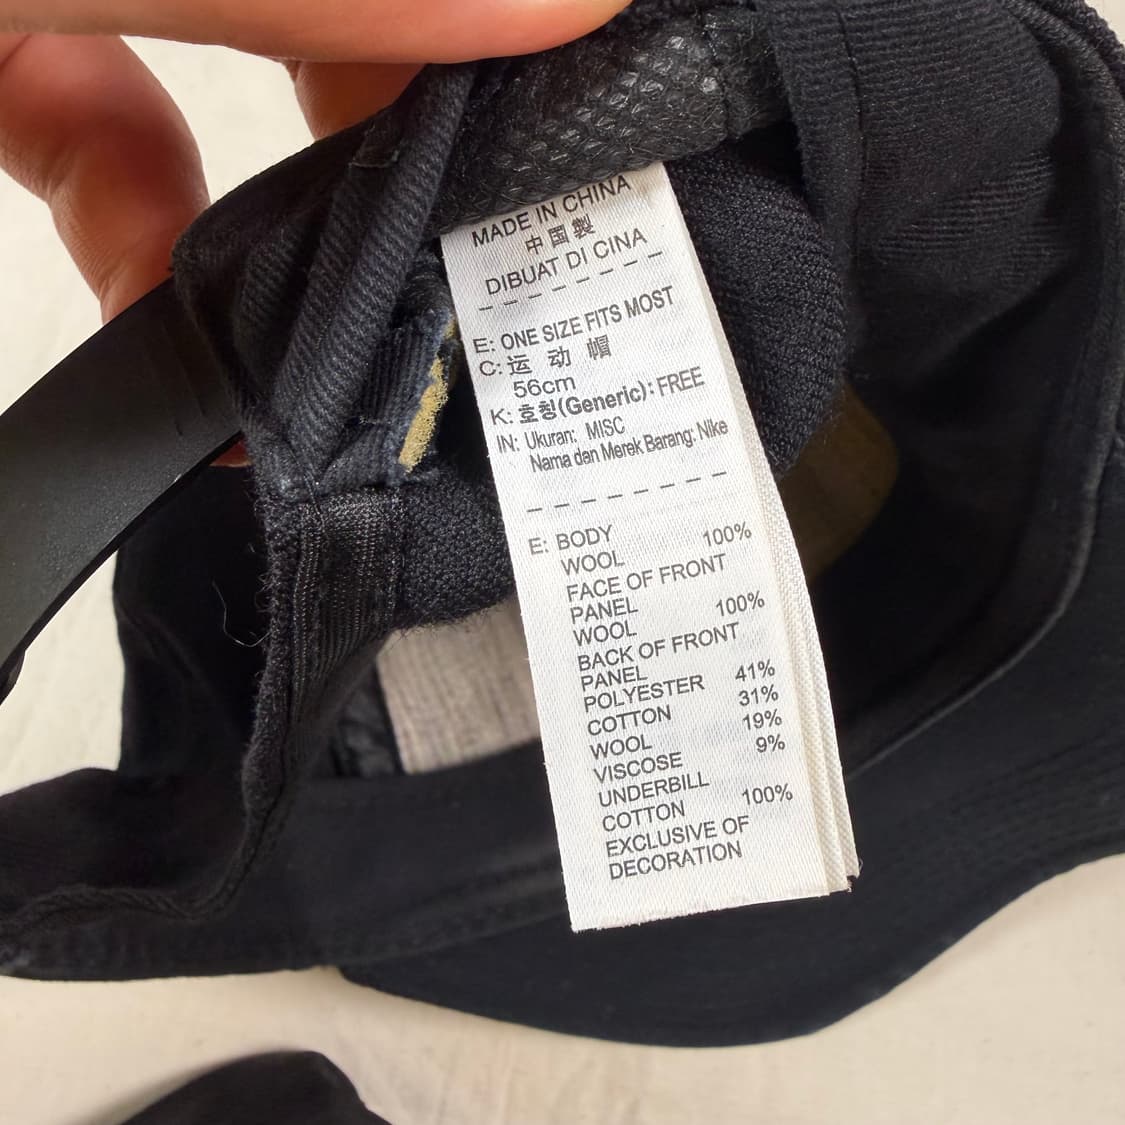 MADE IN CHINA
中国製
DIBUAT DI CINA
E: ONE SIZE FITS MOST
C: 运 动 帽
56cm
K: 호칭(Generic): FREE
IN: Ukuran: MISC
Nama dan Merek Barang: Nike
E: BODY
WOOL 100%
FACE OF FRONT
PANEL
WOOL 100%
BACK OF FRONT
PANEL
POLYESTER 41%
COTTON 31%
WOOL 19%
VISCOSE 9%
UNDERBILL
COTTON 100%
EXCLUSIVE OF
DECORATION